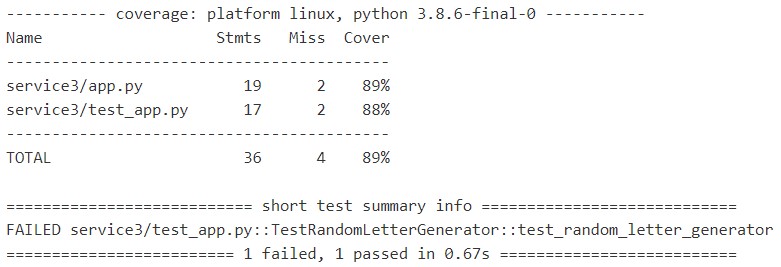 ----------- coverage: platform linux, python 3.8.6-final-0 -----------
Name                      Stmts   Miss  Cover
------------------------------------------
service3/app.py              19      2    89%
service3/test_app.py         17      2    88%
------------------------------------------
TOTAL                        36      4    89%
=========================== short test summary info ============================
FAILED service3/test_app.py::TestRandomLetterGenerator::test_random_letter_generator
========================= 1 failed, 1 passed in 0.67s ==========================